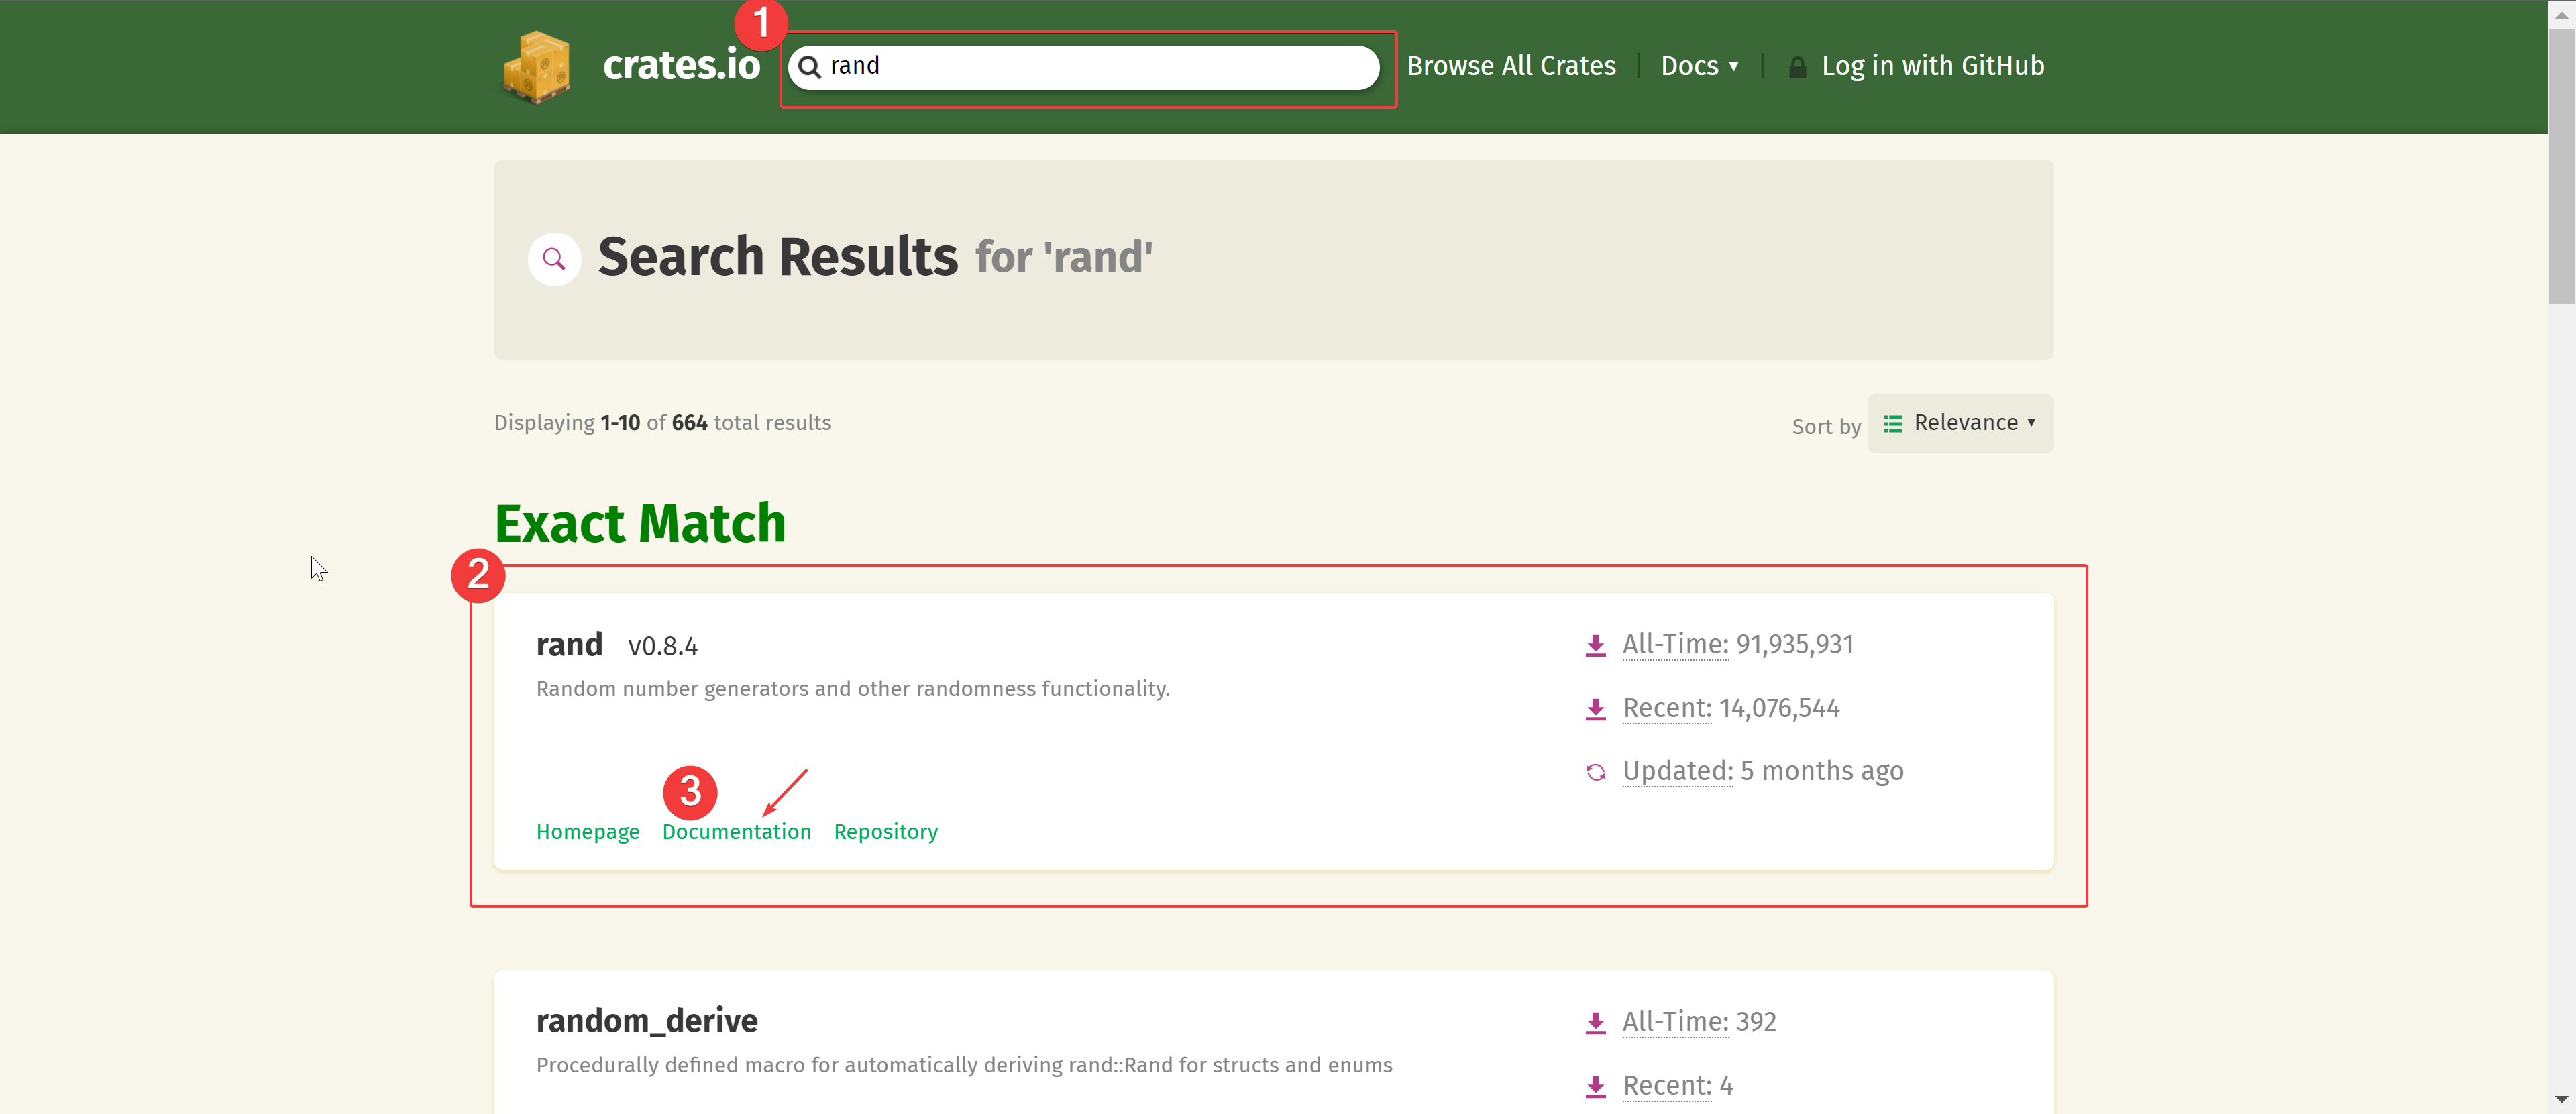 1
crates.io rand Browse All Crates Docs ▼ Log in with GitHub
Search Results for 'rand'
Displaying 1-10 of 664 total results Sort by Relevance ▼
Exact Match
2
rand v0.8.4 All-Time: 91,935,931
Random number generators and other randomness functionality.
Recent: 14,076,544
Updated: 5 months ago
3
Homepage Documentation Repository
random_derive All-Time: 392
Procedurally defined macro for automatically deriving rand::Rand for structs and enums
Recent: 4